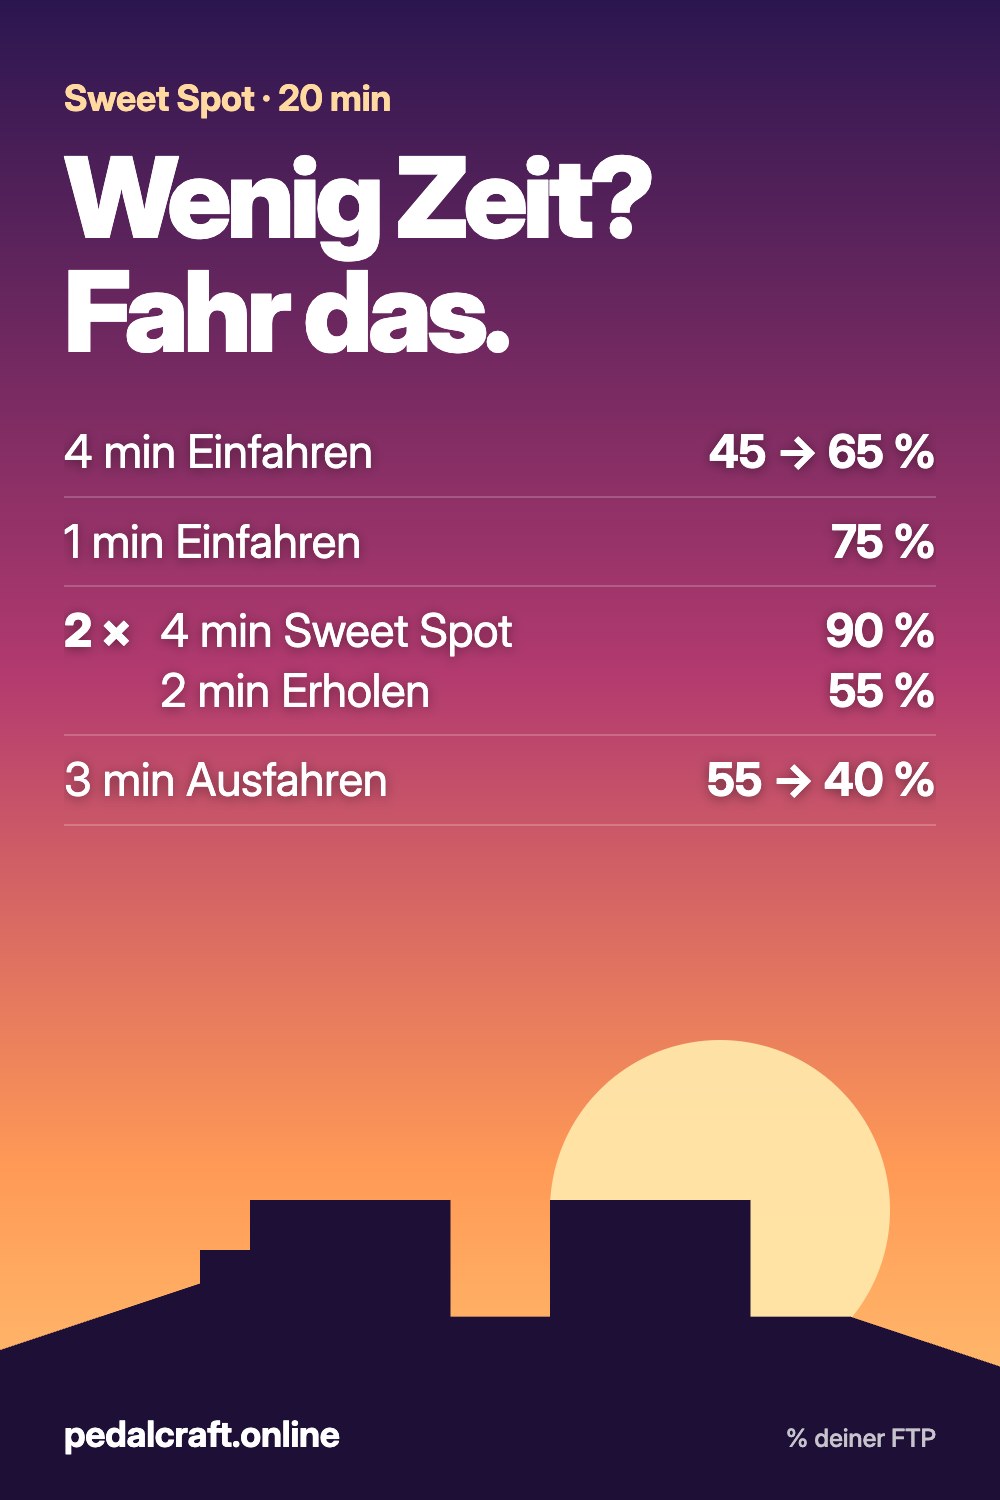 Sweet Spot · 20 min
Wenig Zeit?
Fahr das.
4 min Einfahren 45 → 65 %
1 min Einfahren 75 %
2 × 4 min Sweet Spot 90 %
2 min Erholen 55 %
3 min Ausfahren 55 → 40 %
pedalcraft.online % deiner FTP